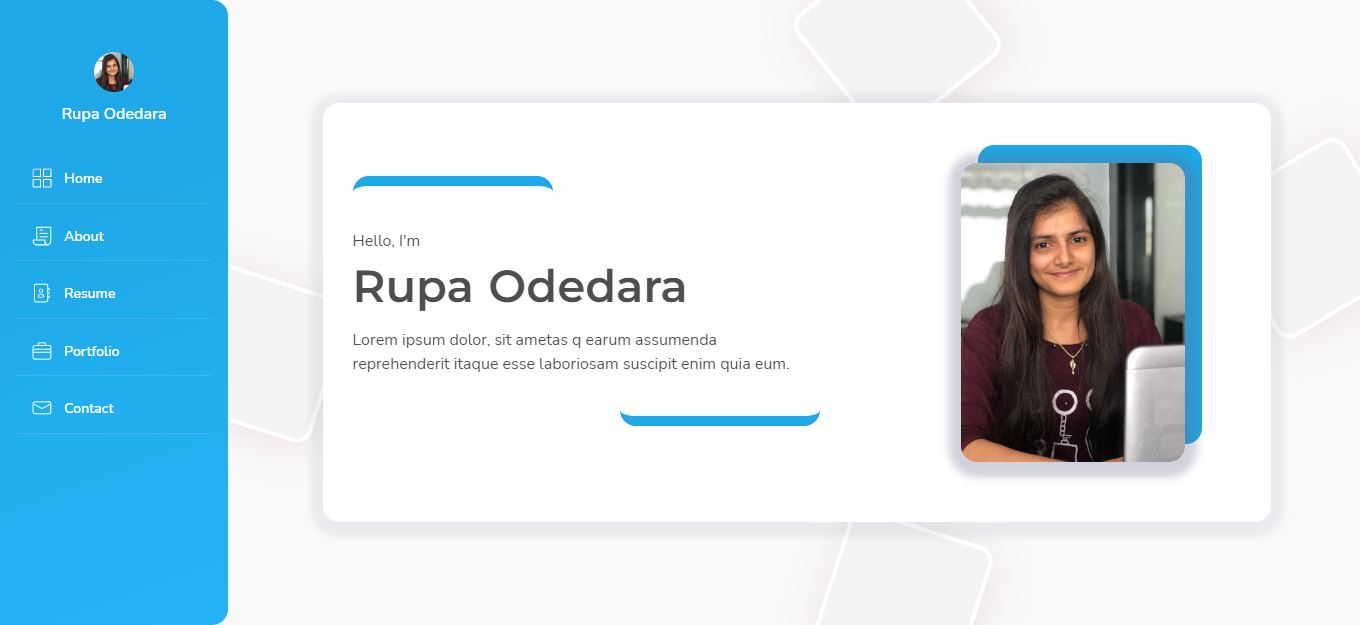 Rupa Odedara
Home
About
Resume
Portfolio
Contact
Hello, I'm
Rupa Odedara
Lorem ipsum dolor, sit ametas q earum assumenda
reprehenderit itaque esse laboriosam suscipit enim quia eum.